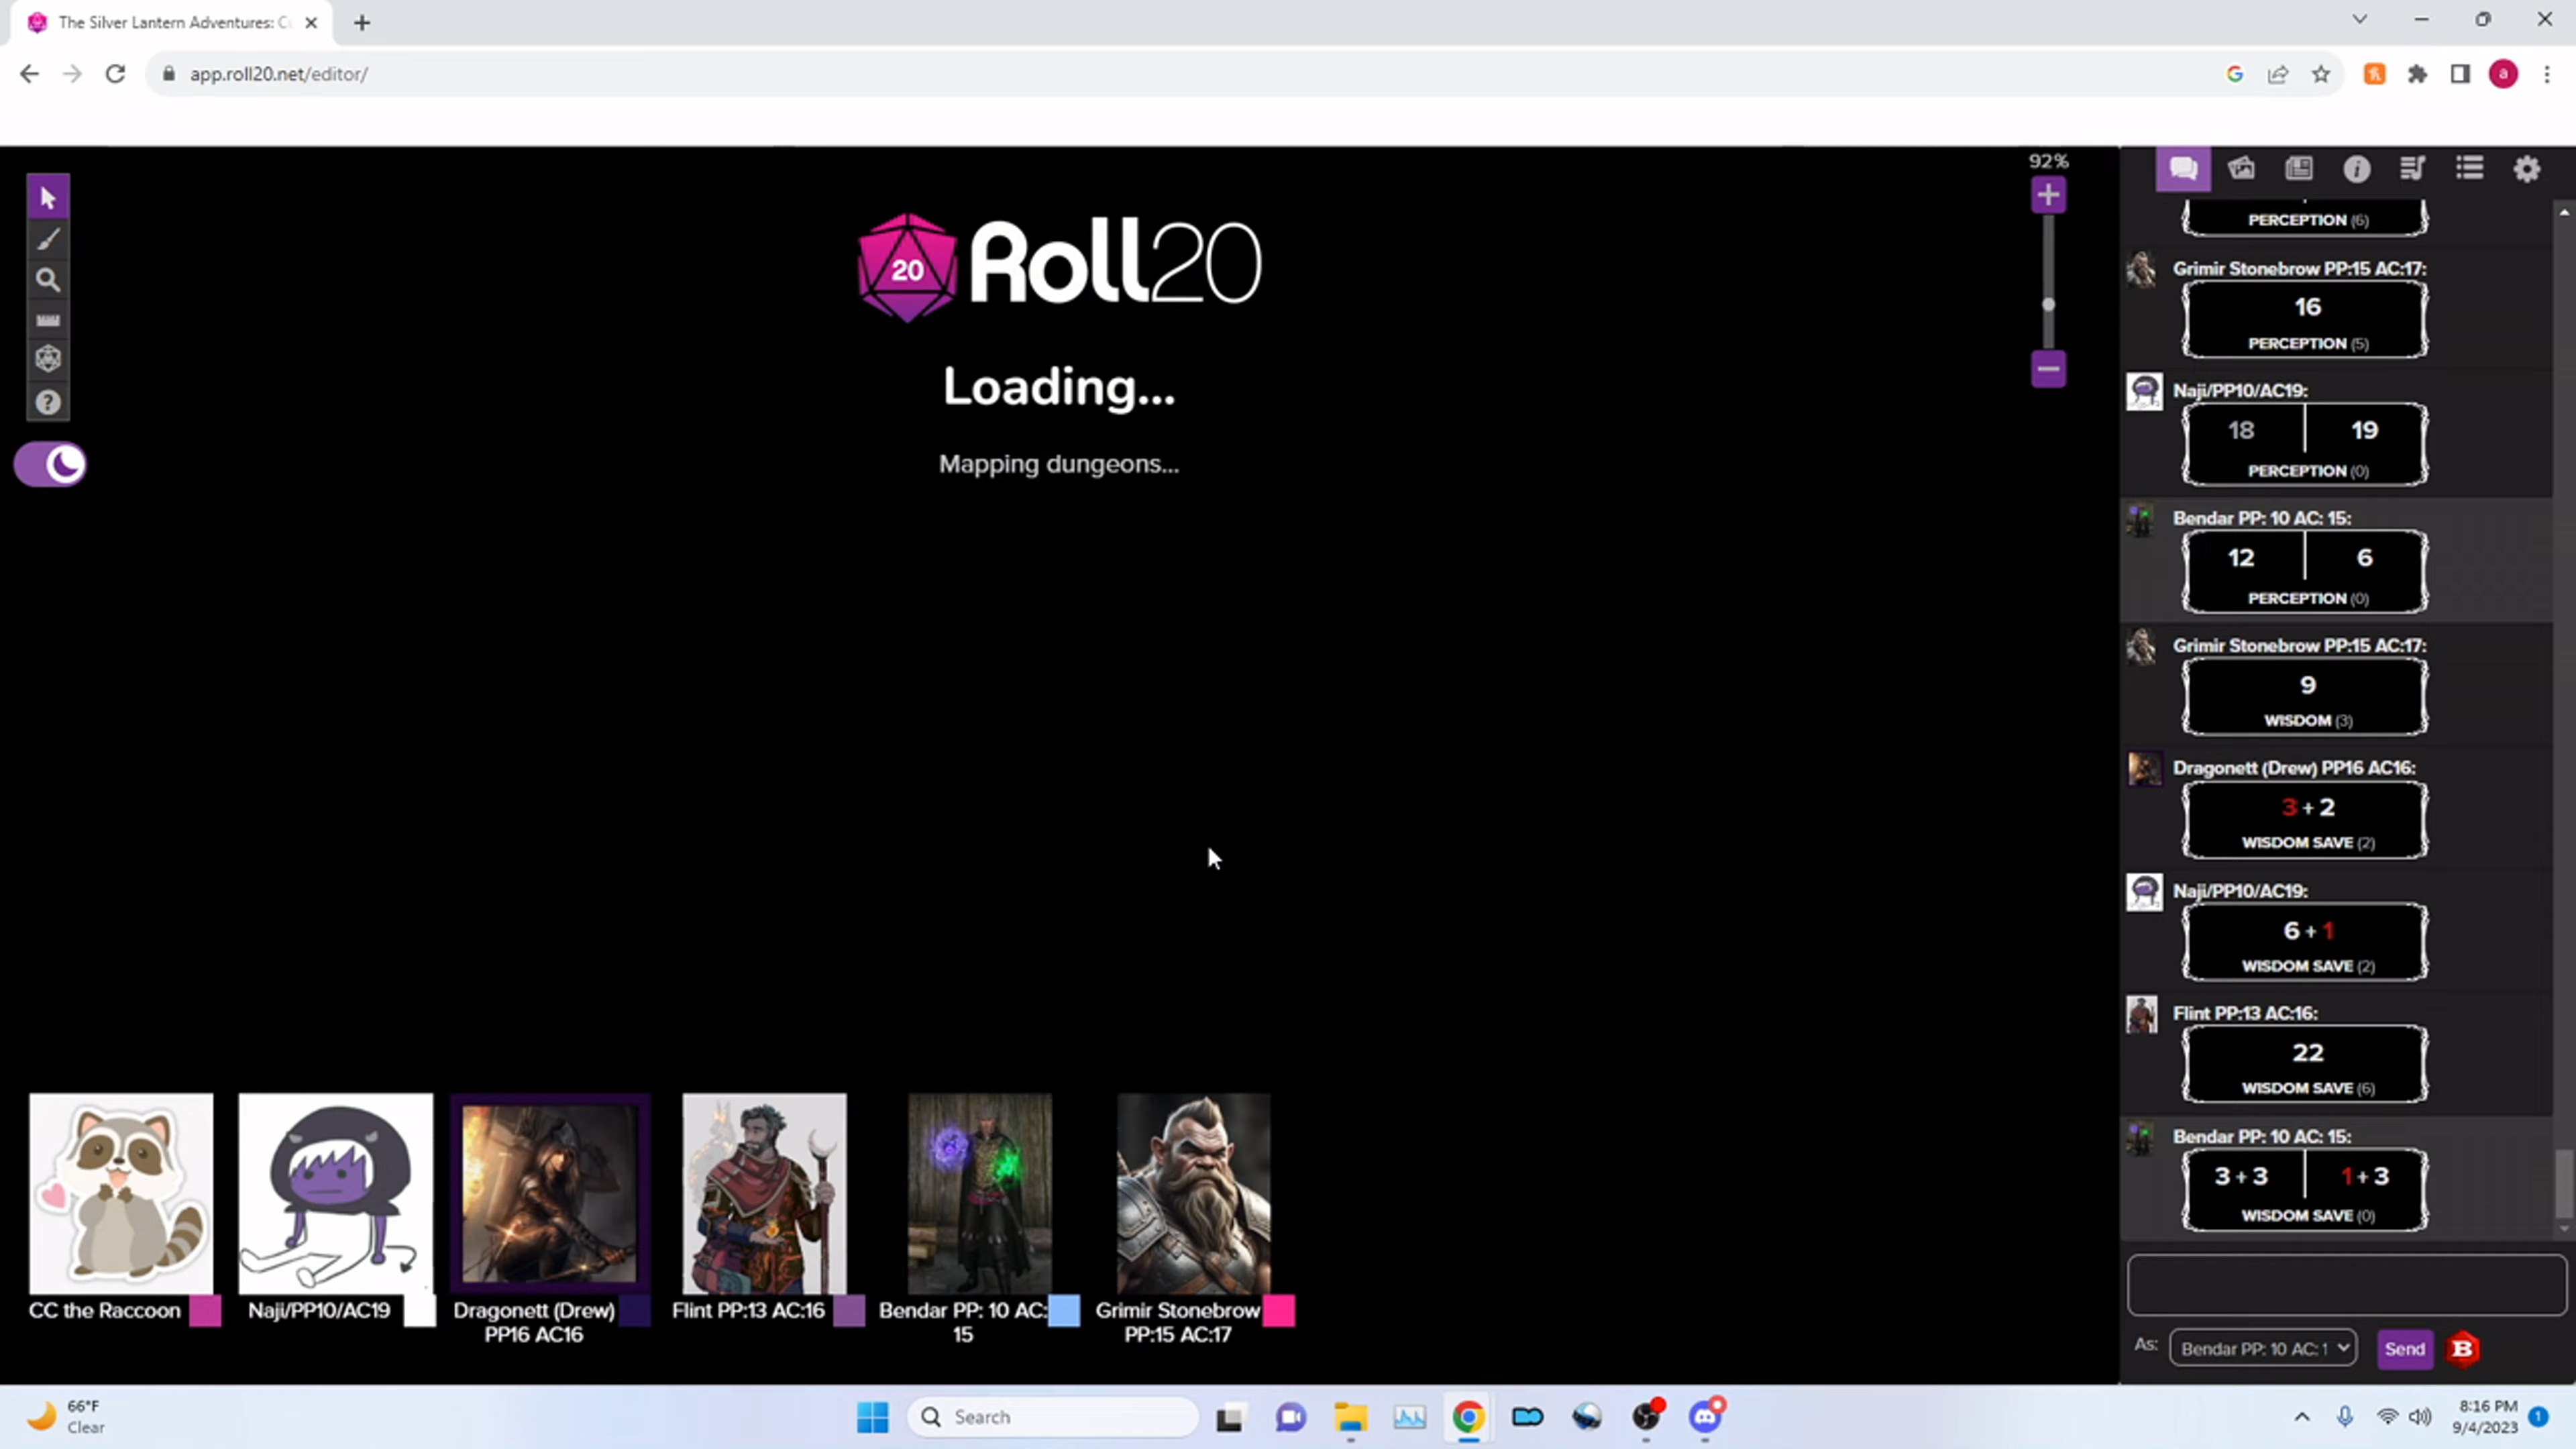 The Silver Lantern Adventures: C
app.roll20.net/editor/
a
92%
20
Roll20
Loading...
Mapping dungeons...
PERCEPTION (6)
Grimir Stonebrow PP:15 AC:17:
16
PERCEPTION (5)
Naji/PP10/AC19:
18 19
PERCEPTION (0)
Bendar PP: 10 AC: 15:
12 6
PERCEPTION (0)
Grimir Stonebrow PP:15 AC:17:
9
WISDOM (3)
Dragonett (Drew) PP16 AC16:
3 + 2
WISDOM SAVE (2)
Naji/PP10/AC19:
6 + 1
WISDOM SAVE (2)
Flint PP:13 AC:16:
22
WISDOM SAVE (6)
Bendar PP: 10 AC: 15:
3 + 3 1 + 3
WISDOM SAVE (0)
CC the Raccoon
Naji/PP10/AC19
Dragonett (Drew)
PP16 AC16
Flint PP:13 AC:16
Bendar PP: 10 AC:
15
Grimir Stonebrow
PP:15 AC:17
As:
Bendar PP: 10 AC: 1
Send
B
66°F
Clear
Search
8:16 PM
9/4/2023
1